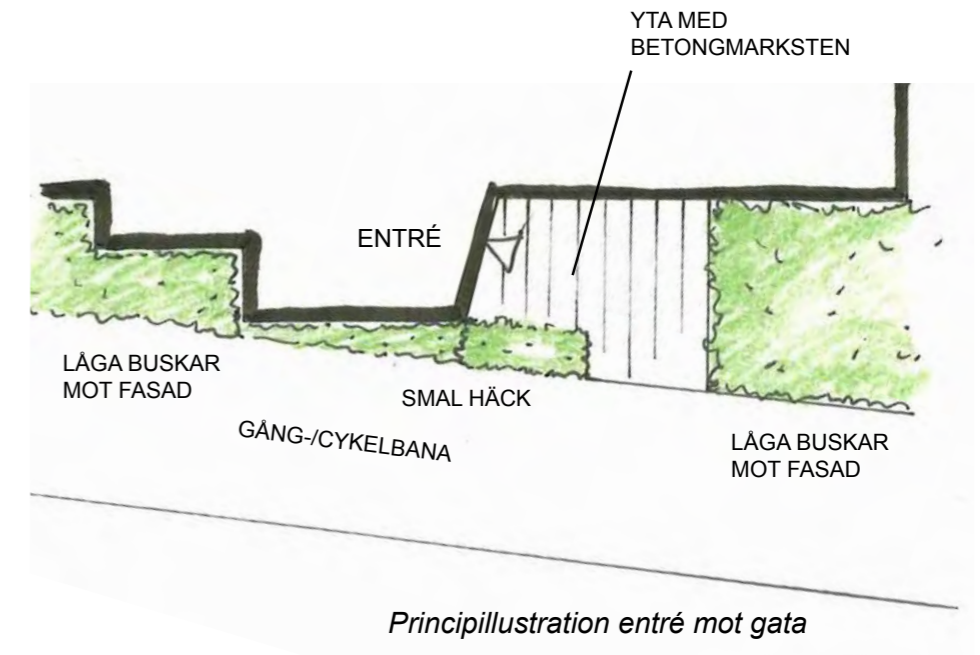 YTA MED
BETONGMARKSTEN
ENTRÉ
LÅGA BUSKAR
MOT FASAD
SMAL HÄCK
GÅNG-/CYKELBANA
LÅGA BUSKAR
MOT FASAD
Principillustration entré mot gata